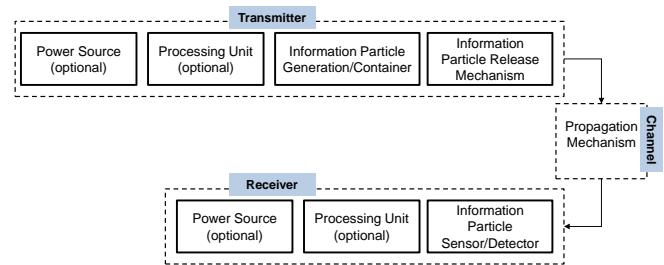 Transmitter
Power Source
(optional)
Processing Unit
(optional)
Information Particle
Generation/Container
Information
Particle Release
Mechanism
Propagation
Mechanism
Channel
Receiver
Power Source
(optional)
Processing Unit
(optional)
Information
Particle
Sensor/Detector